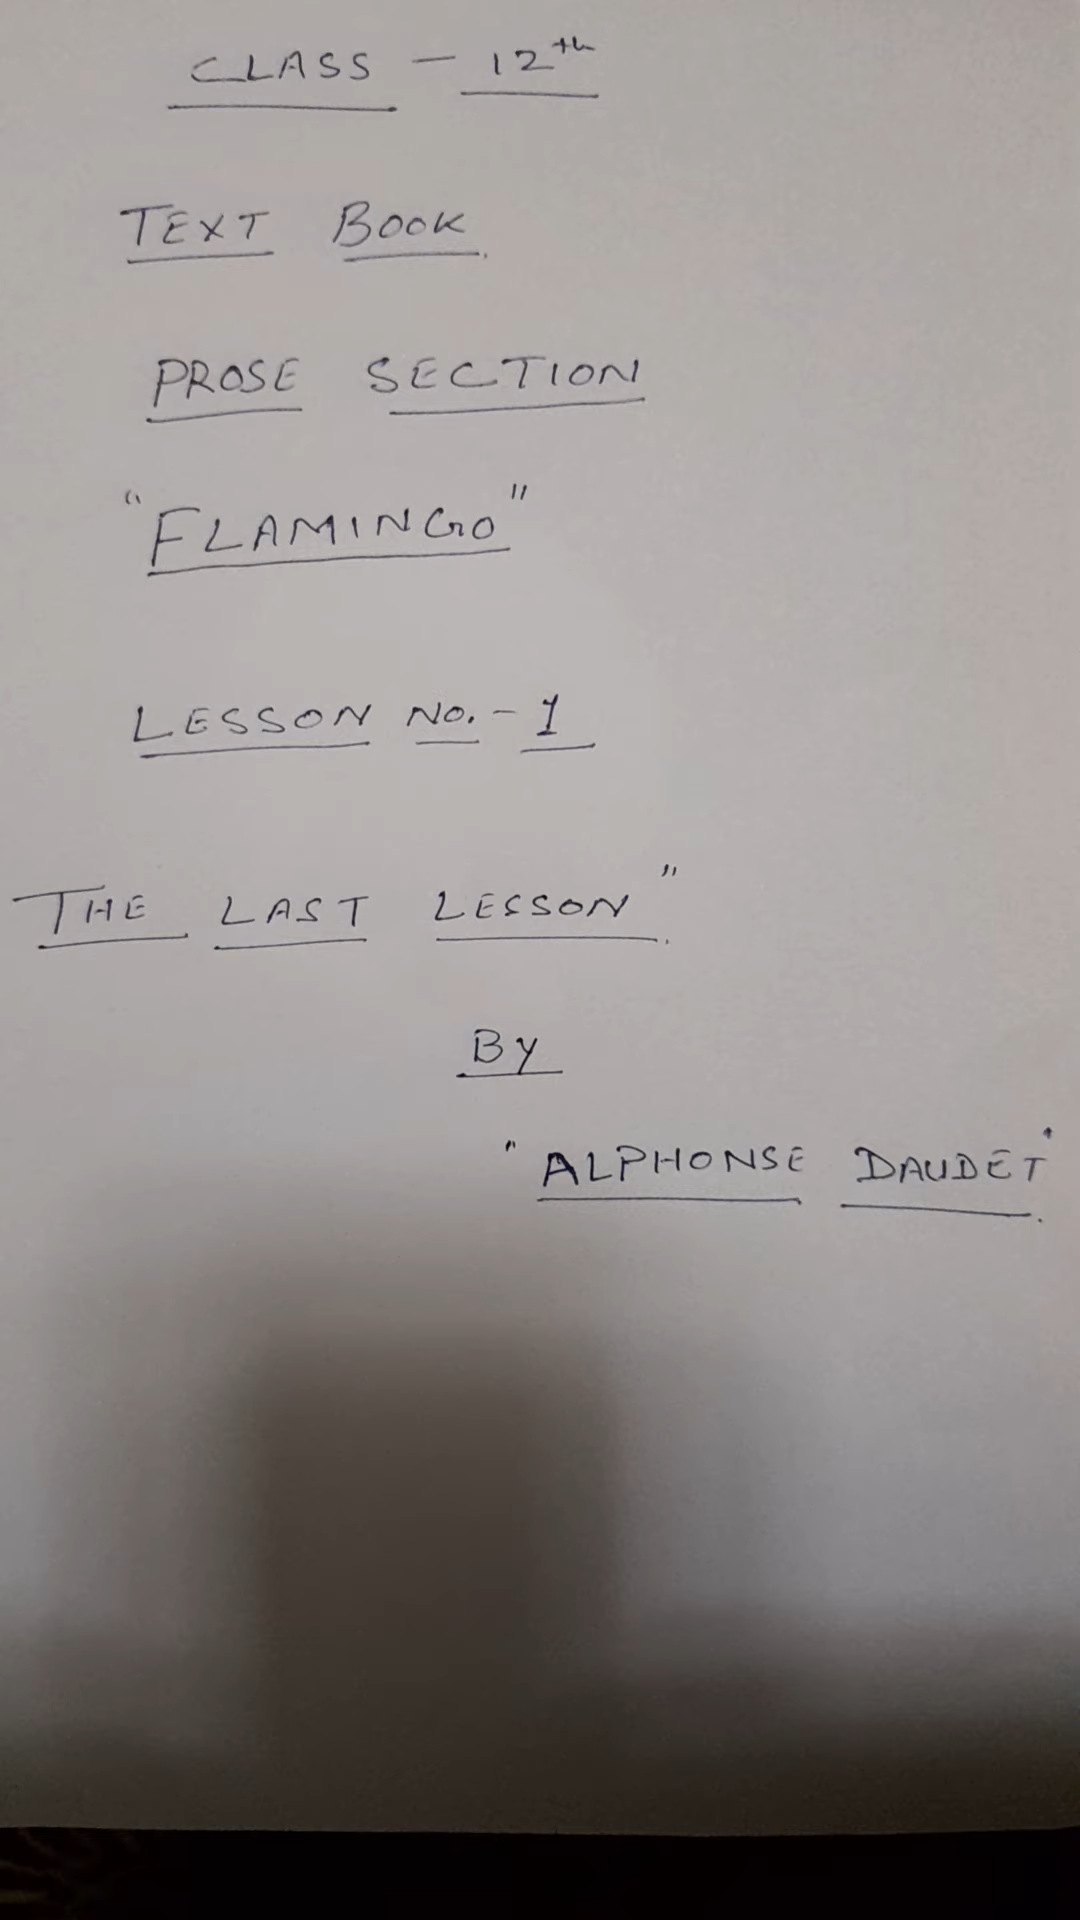 CLASS - 12th
TEXT BOOK.
PROSE SECTION
"FLAMINGO"
LESSON NO. - 1
THE LAST LESSON"
BY
"ALPHONSE DAUDET"